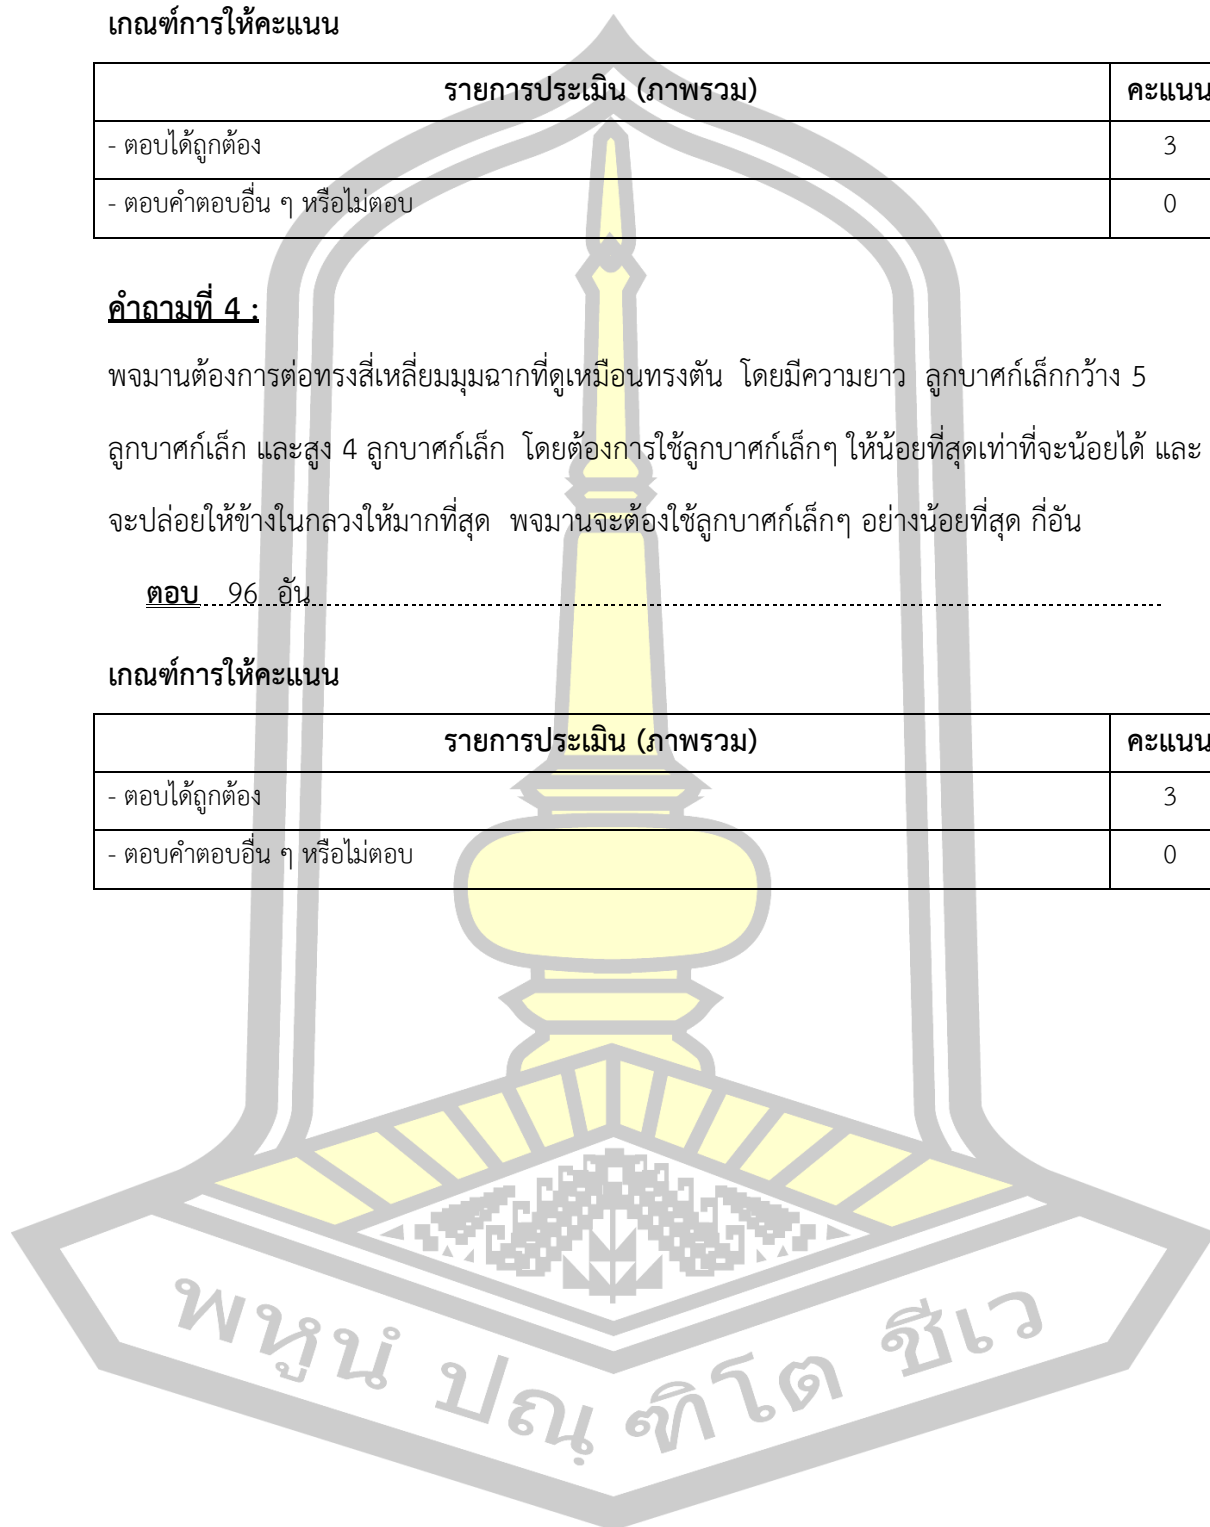 เกณฑ์การให้คะแนน
รายการประเมิน (ภาพรวม) คะแนน
- ตอบได้ถูกต้อง 3
- ตอบคำตอบอื่น ๆ หรือไม่ตอบ 0
คำถามที่ 4 :
พจมานต้องการต่อทรงสี่เหลี่ยมมุมฉากที่ดูเหมือนทรงตัน โดยมีความยาว ลูกบาศก์เล็กกว้าง 5
ลูกบาศก์เล็ก และสูง 4 ลูกบาศก์เล็ก โดยต้องการใช้ลูกบาศก์เล็กๆ ให้น้อยที่สุดเท่าที่จะน้อยได้ และ
จะปล่อยให้ข้างในกลวงให้มากที่สุด พจมานจะต้องใช้ลูกบาศก์เล็กๆ อย่างน้อยที่สุด กี่อัน
ตอบ 96 อัน
เกณฑ์การให้คะแนน
รายการประเมิน (ภาพรวม) คะแนน
- ตอบได้ถูกต้อง 3
- ตอบคำตอบอื่น ๆ หรือไม่ตอบ 0
พหูนํ ปณฺฑิโต ชีเว